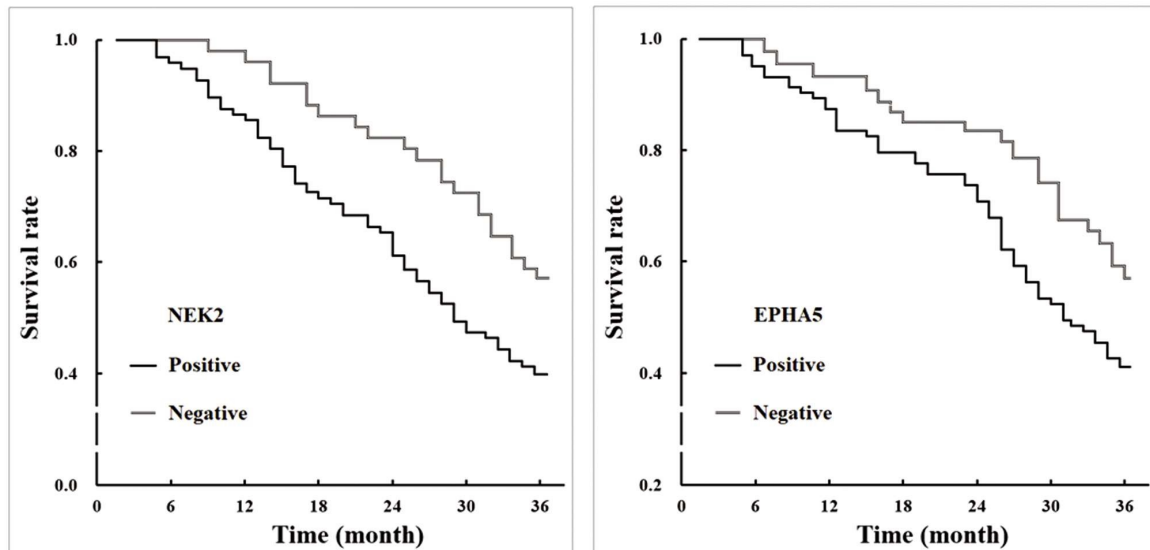 1.0
0.8
0.6
0.4
0.0
Survival rate
NEK2
Positive
Negative
0 6 12 18 24 30 36
Time (month)
1.0
0.8
0.6
0.4
0.2
Survival rate
EPHA5
Positive
Negative
0 6 12 18 24 30 36
Time (month)